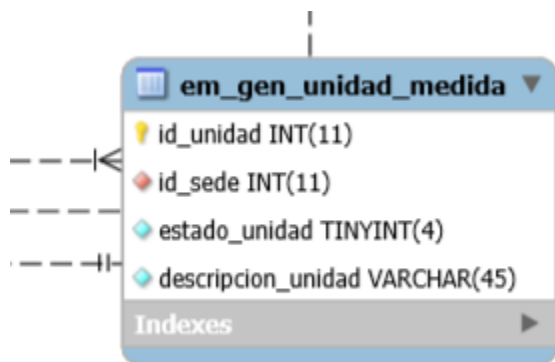 em_gen_unidad_medida
id_unidad INT(11)
id_sede INT(11)
estado_unidad TINYINT(4)
descripcion_unidad VARCHAR(45)
Indexes